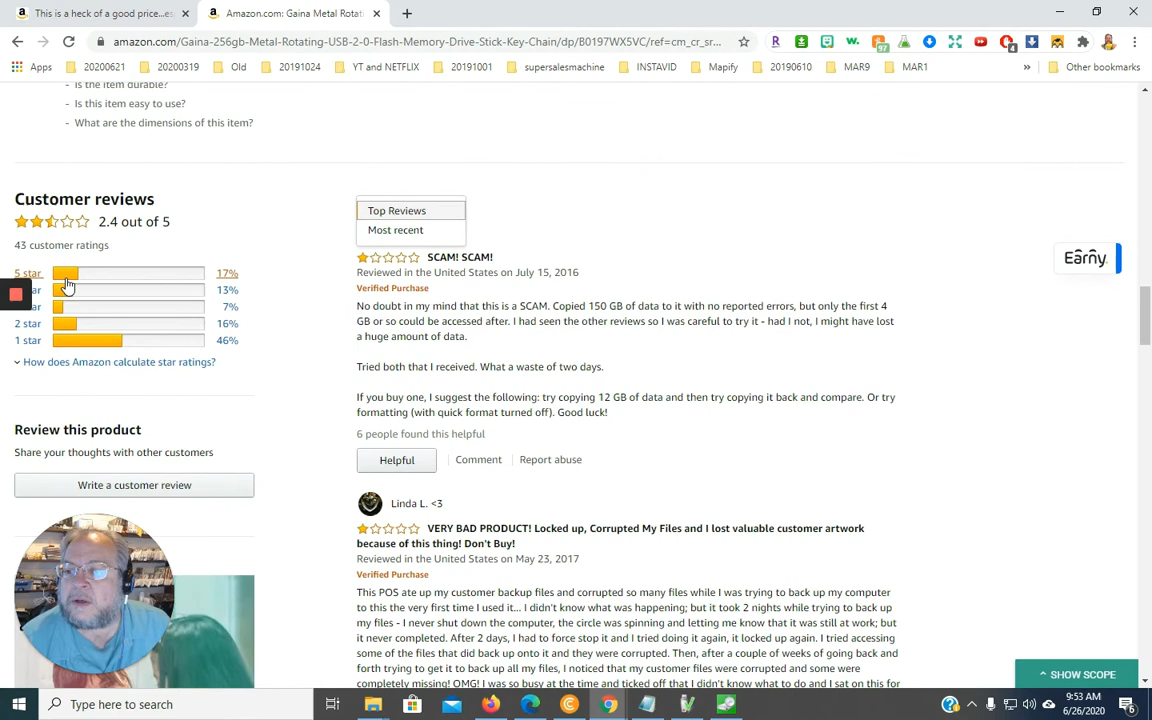 This is a heck of a good price...es
Amazon.com: Gaina Metal Rotati
amazon.com/Gaina-256gb-Metal-Rotating-USB-2-0-Flash-Memory-Drive-Stick-Key-Chain/dp/B0197WX5VC/ref=cm_cr_sr...
97
4
Apps
20200621
20200319
Old
20191024
YT and NETFLIX
20191001
supersalesmachine
INSTAVID
Mapify
20190610
MAR9
MAR1
»
Other bookmarks
- Is the item durable?
- Is this item easy to use?
- What are the dimensions of this item?
Customer reviews
2.4 out of 5
43 customer ratings
5 star 17%
13%
7%
2 star 16%
1 star 46%
How does Amazon calculate star ratings?
Review this product
Share your thoughts with other customers
Write a customer review
Top Reviews
Most recent
SCAM! SCAM!
Reviewed in the United States on July 15, 2016
Verified Purchase
No doubt in my mind that this is a SCAM. Copied 150 GB of data to it with no reported errors, but only the first 4
GB or so could be accessed after. I had seen the other reviews so I was careful to try it - had I not, I might have lost
a huge amount of data.
Tried both that I received. What a waste of two days.
If you buy one, I suggest the following: try copying 12 GB of data and then try copying it back and compare. Or try
formatting (with quick format turned off). Good luck!
6 people found this helpful
Helpful
Comment
Report abuse
Linda L. <3
VERY BAD PRODUCT! Locked up, Corrupted My Files and I lost valuable customer artwork
because of this thing! Don't Buy!
Reviewed in the United States on May 23, 2017
Verified Purchase
This POS ate up my customer backup files and corrupted so many files while I was trying to back up my computer
to this the very first time I used it... I didn't know what was happening; but it took 2 nights while trying to back up
my files - I never shut down the computer, the circle was spinning and letting me know that it was still at work; but
it never completed. After 2 days, I had to force stop it and I tried doing it again, it locked up again. I tried accessing
some of the files that did back up onto it and they were corrupted. Then, after a couple of weeks of going back and
forth trying to get it to back up all my files, I noticed that my customer files were corrupted and some were
completely missing! OMG! I was so busy at the time and ticked off that I didn't know what to do and I sat on this for
Earny
SHOW SCOPE
Type here to search
9:53 AM
6/26/2020
6